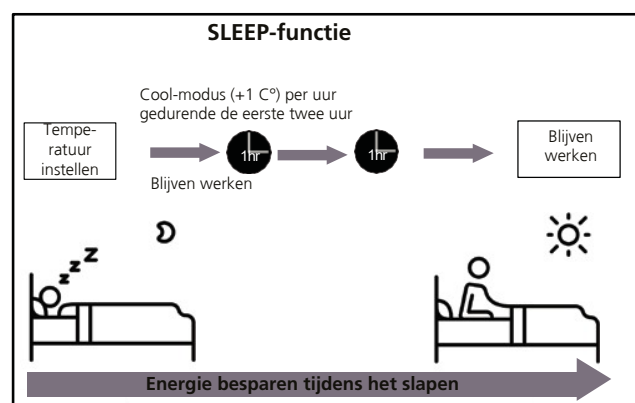 SLEEP-functie
Cool-modus (+1 C°) per uur
gedurende de eerste twee uur
Tempe-
ratuur
instellen
1hr
1hr
Blijven
werken
Blijven werken
z z Z
Energie besparen tijdens het slapen